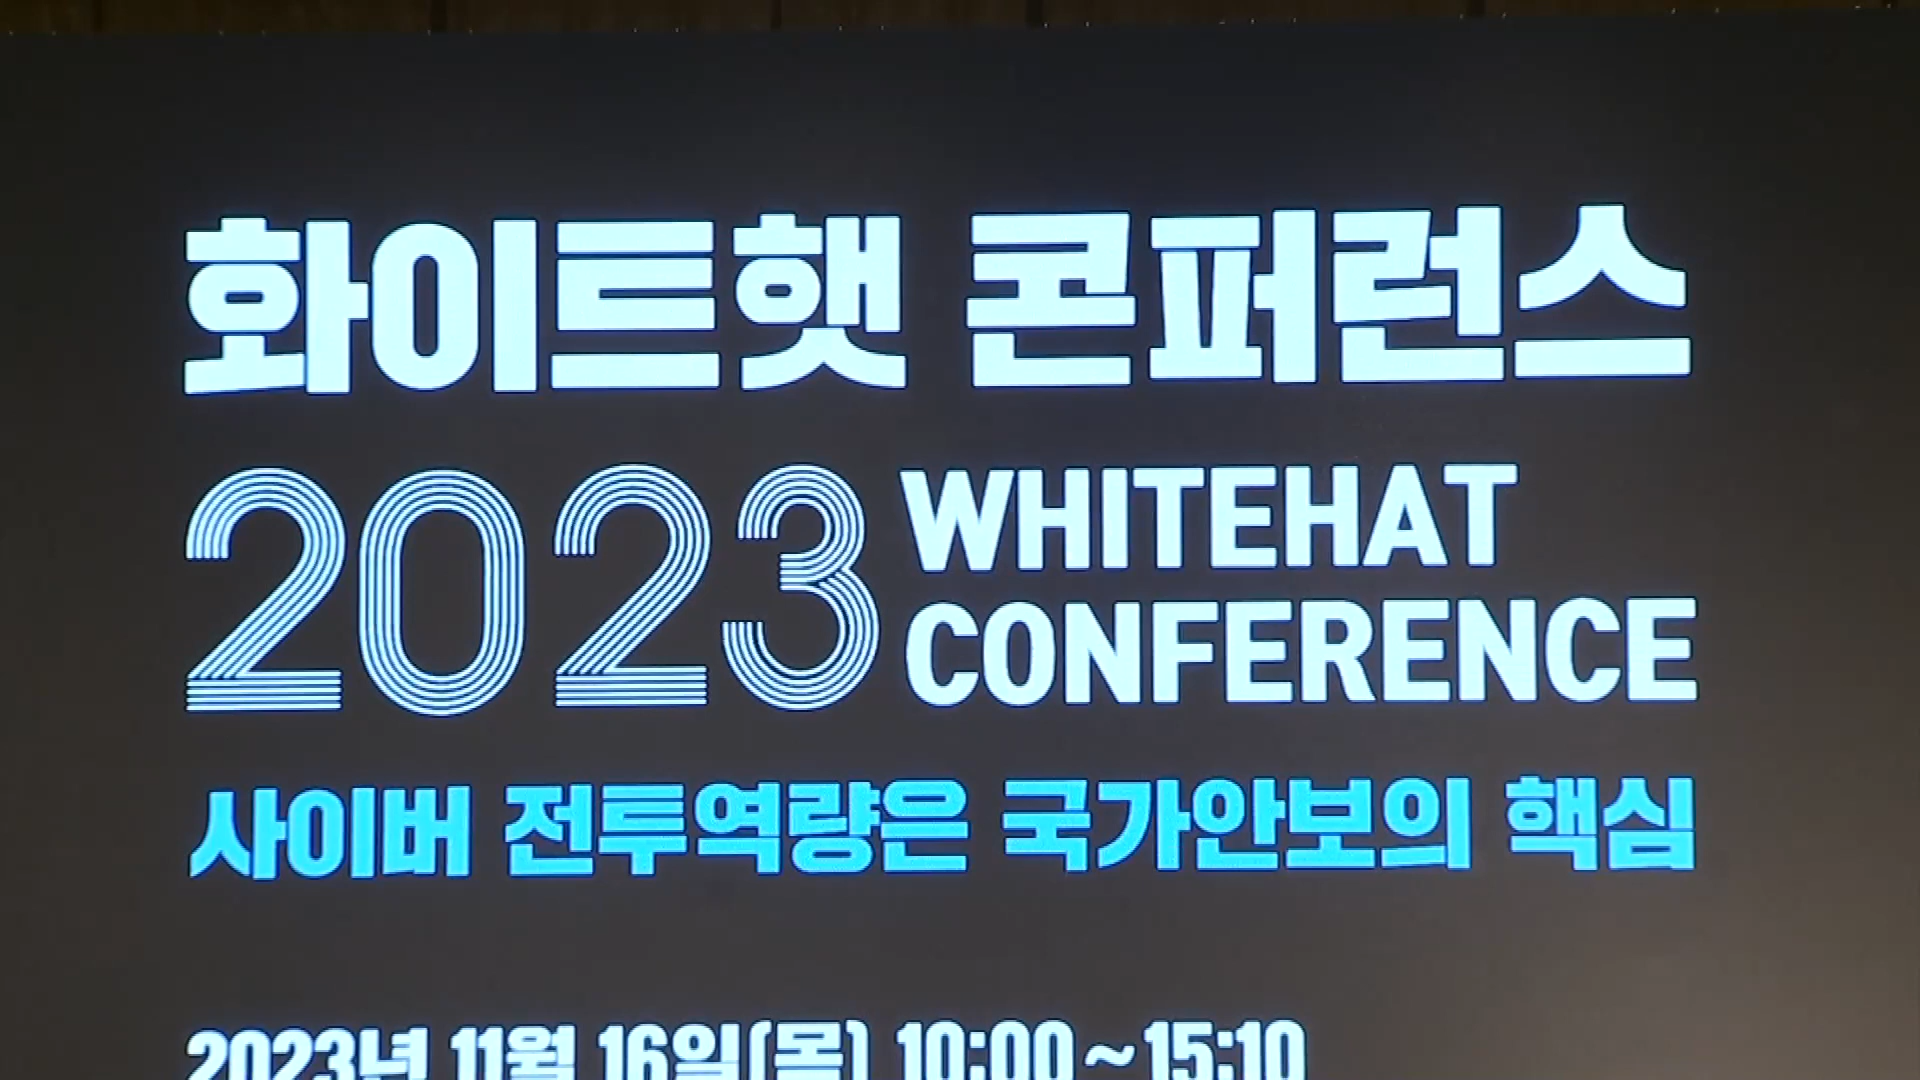 화이트햇 콘퍼런스
2023 WHITEHAT
CONFERENCE
사이버 전투역량은 국가안보의 핵심
2023년 11월 16일(목) 10:00~15:10